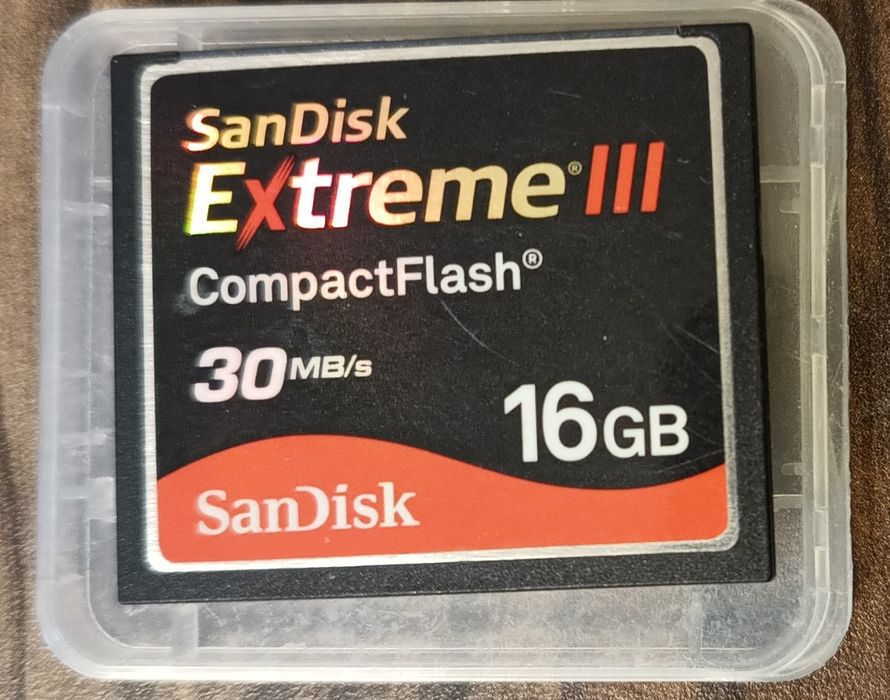 SanDisk
Extreme® III
CompactFlash®
30MB/s
16GB
SanDisk